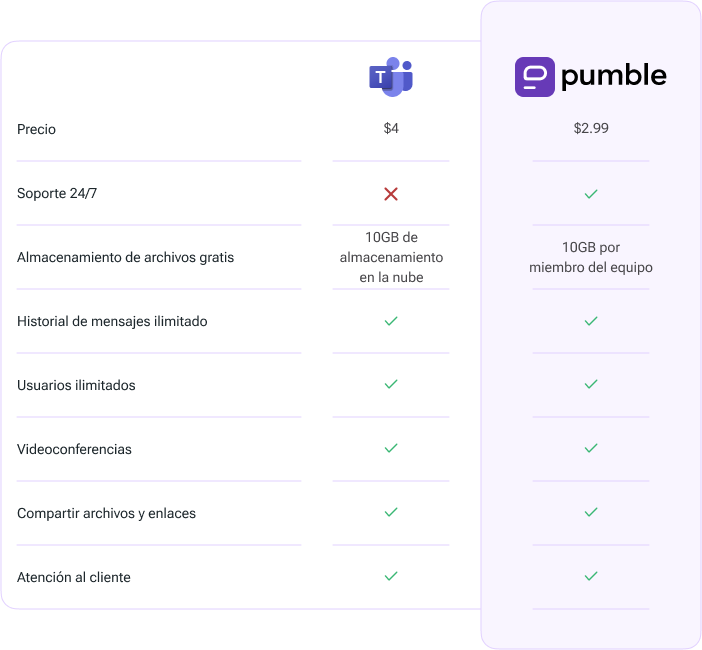 T
pumble
Precio
$4
$2.99
Soporte 24/7
Almacenamiento de archivos gratis
10GB de
almacenamiento
en la nube
10GB por
miembro del equipo
Historial de mensajes ilimitado
Usuarios ilimitados
Videoconferencias
Compartir archivos y enlaces
Atención al cliente